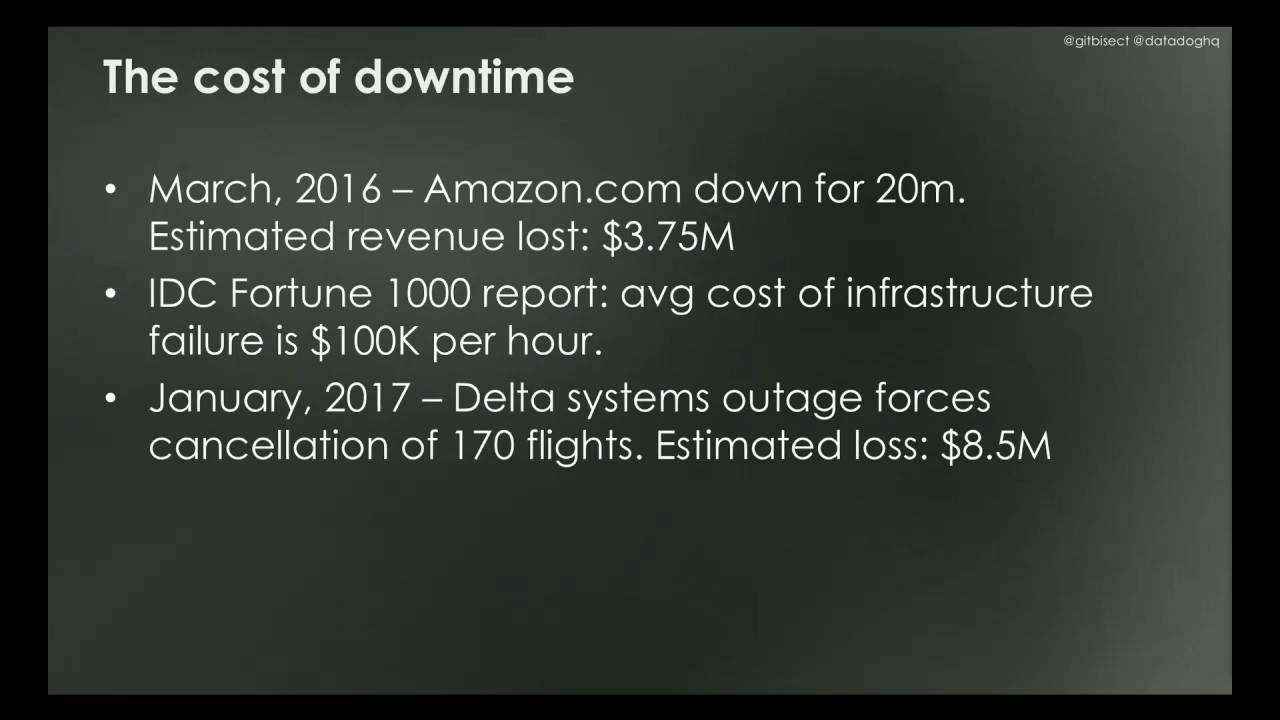 @gitbisect @datadoghq
The cost of downtime
• March, 2016 – Amazon.com down for 20m.
Estimated revenue lost: $3.75M
• IDC Fortune 1000 report: avg cost of infrastructure
failure is $100K per hour.
• January, 2017 – Delta systems outage forces
cancellation of 170 flights. Estimated loss: $8.5M